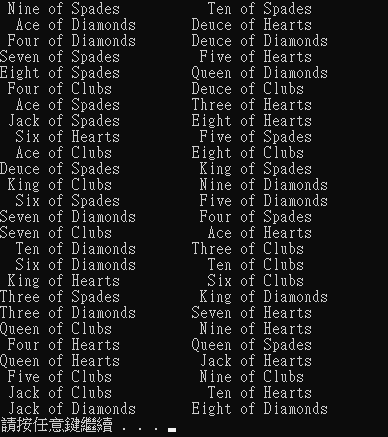 Nine of Spades Ten of Spades
Ace of Diamonds Deuce of Hearts
Four of Diamonds Deuce of Diamonds
Seven of Spades Five of Hearts
Eight of Spades Queen of Diamonds
Four of Clubs Deuce of Clubs
Ace of Spades Three of Hearts
Jack of Spades Eight of Hearts
Six of Hearts Five of Spades
Ace of Clubs Eight of Clubs
Deuce of Spades King of Spades
King of Clubs Nine of Diamonds
Six of Spades Five of Diamonds
Seven of Diamonds Four of Spades
Seven of Clubs Ace of Hearts
Ten of Diamonds Three of Clubs
Six of Diamonds Ten of Clubs
King of Hearts Six of Clubs
Three of Spades King of Diamonds
Three of Diamonds Seven of Hearts
Queen of Clubs Nine of Hearts
Four of Hearts Queen of Spades
Queen of Hearts Jack of Hearts
Five of Clubs Nine of Clubs
Jack of Clubs Ten of Hearts
Jack of Diamonds Eight of Diamonds
請按任意鍵繼續 . . .